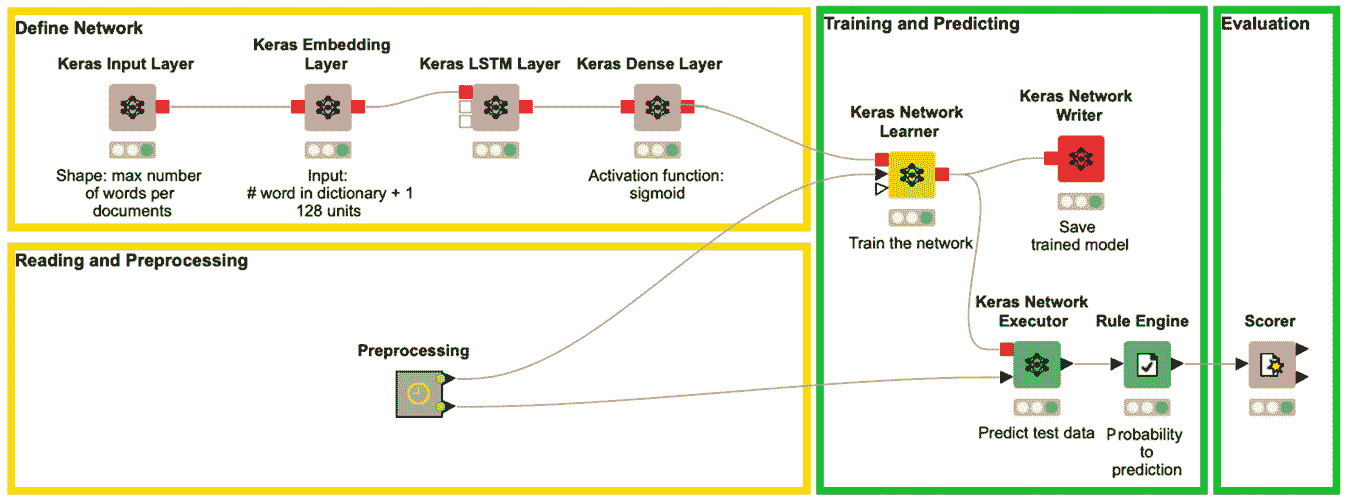 Define Network
Keras Input Layer
Keras Embedding
Layer
Keras LSTM Layer
Keras Dense Layer
Shape: max number
of words per
documents
Input:
# word in dictionary + 1
128 units
Activation function:
sigmoid
Reading and Preprocessing
Preprocessing
Training and Predicting
Keras Network
Learner
Train the network
Keras Network
Writer
Save
trained model
Keras Network
Executor
Predict test data
Rule Engine
Probability
to
prediction
Evaluation
Scorer